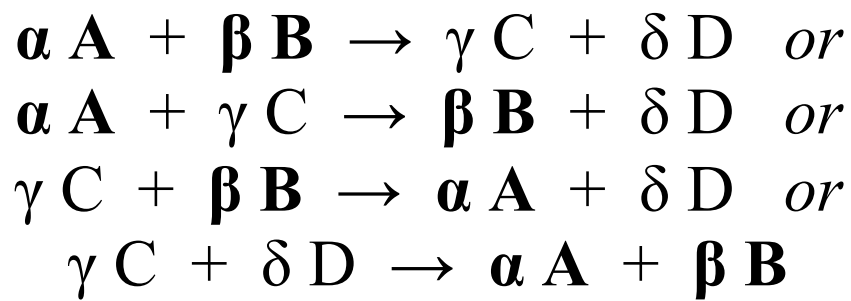 α A + β B → γ C + δ D or
α A + γ C → β B + δ D or
γ C + β B → α A + δ D or
γ C + δ D → α A + β B